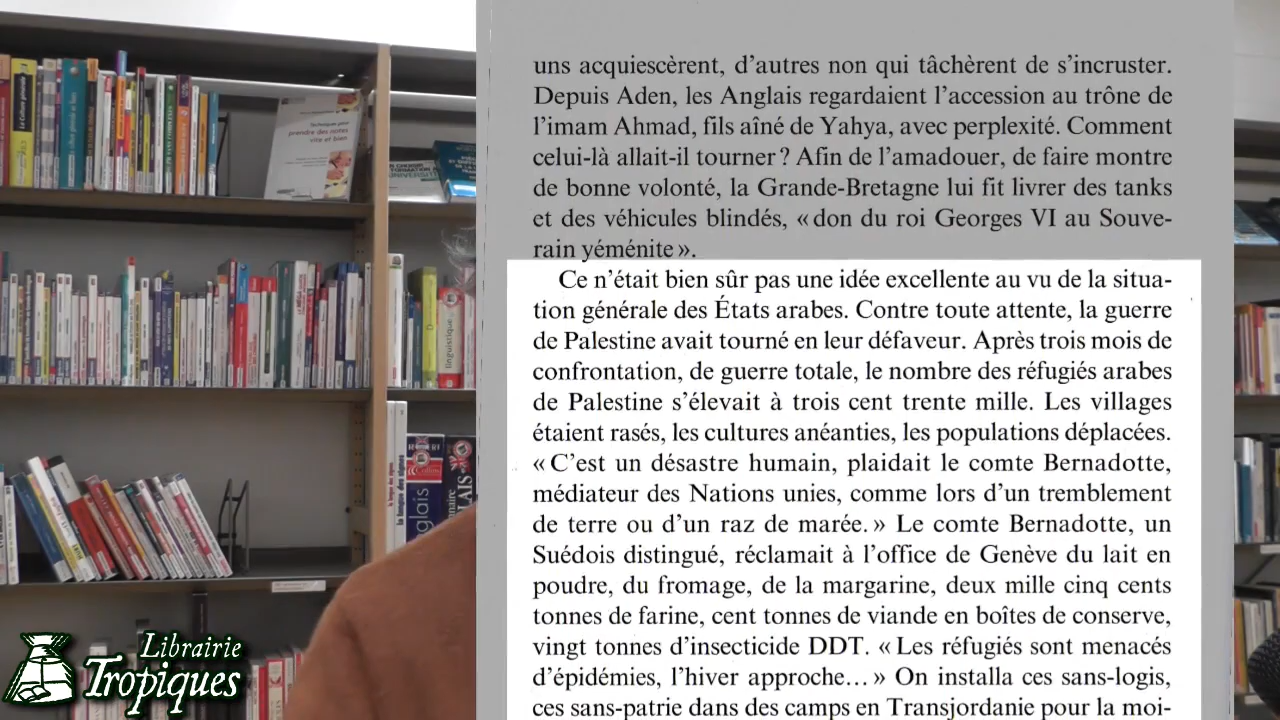 uns acquiescèrent, d'autres non qui tâchèrent de s'incruster.
Depuis Aden, les Anglais regardaient l'accession au trône de
l'imam Ahmad, fils aîné de Yahya, avec perplexité. Comment
celui-là allait-il tourner ? Afin de l'amadouer, de faire montre
de bonne volonté, la Grande-Bretagne lui fit livrer des tanks
et des véhicules blindés, « don du roi Georges VI au Souve-
rain yéménite ».
Ce n'était bien sûr pas une idée excellente au vu de la situa-
tion générale des États arabes. Contre toute attente, la guerre
de Palestine avait tourné en leur défaveur. Après trois mois de
confrontation, de guerre totale, le nombre des réfugiés arabes
de Palestine s'élevait à trois cent trente mille. Les villages
étaient rasés, les cultures anéanties, les populations déplacées.
« C'est un désastre humain, plaidait le comte Bernadotte,
médiateur des Nations unies, comme lors d'un tremblement
de terre ou d'un raz de marée. » Le comte Bernadotte, un
Suédois distingué, réclamait à l'office de Genève du lait en
poudre, du fromage, de la margarine, deux mille cinq cents
tonnes de farine, cent tonnes de viande en boîtes de conserve,
vingt tonnes d'insecticide DDT. « Les réfugiés sont menacés
d'épidémies, l'hiver approche... » On installa ces sans-logis,
ces sans-patrie dans des camps en Transjordanie pour la moi-
prendre des notes
vite et bien
linguistique
glais
Librairie
Tropiques